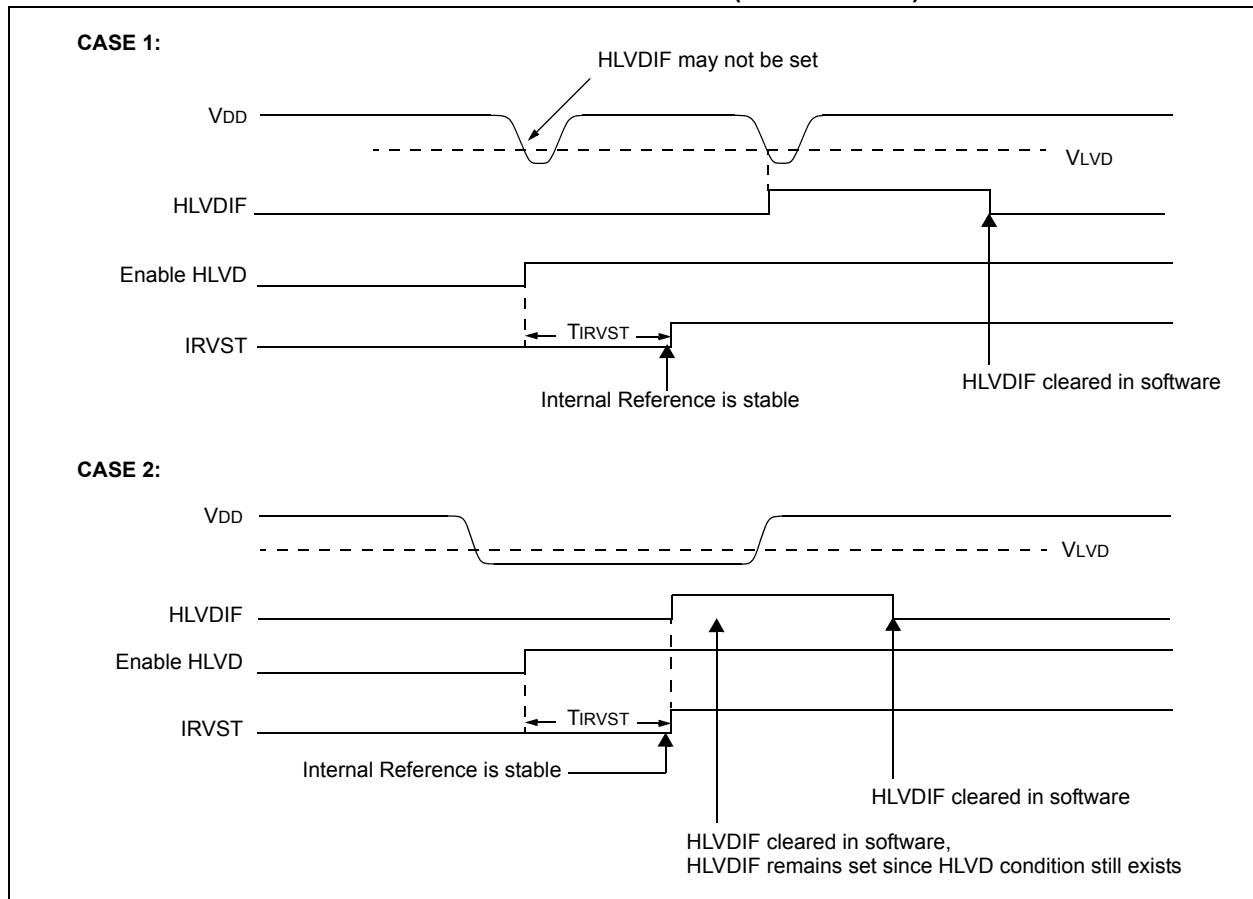 CASE 1:
HLVDIF may not be set
VDD
VLVD
HLVDIF
Enable HLVD
TIRVST
IRVST
HLVDIF cleared in software
Internal Reference is stable
CASE 2:
VDD
VLVD
HLVDIF
Enable HLVD
TIRVST
IRVST
Internal Reference is stable
HLVDIF cleared in software
HLVDIF cleared in software,
HLVDIF remains set since HLVD condition still exists